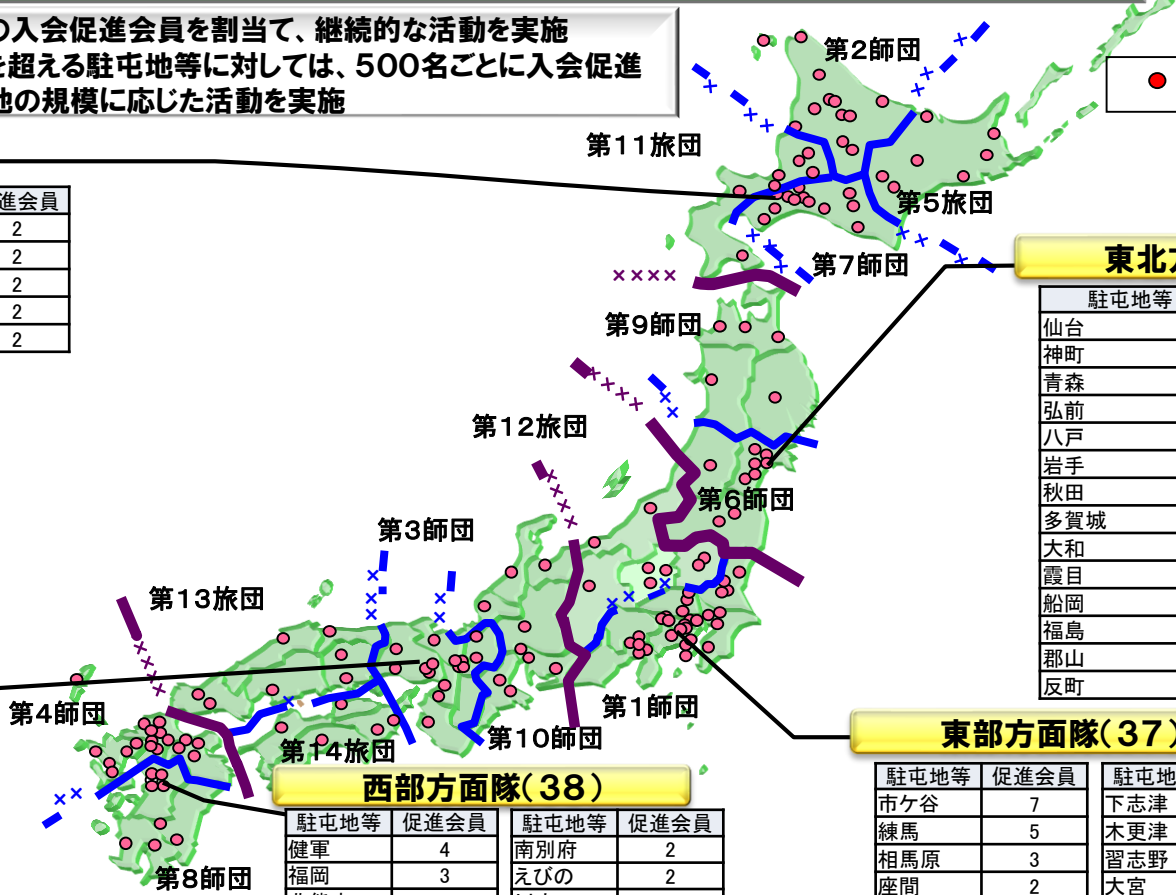 の入会促進会員を割当て、継続的な活動を実施
を超える駐屯地等に対しては、500名ごとに入会促進
地の規模に応じた活動を実施
進会員
2
2
2
2
2
第2師団
第11旅団
第5旅団
第7師団
第9師団
第12旅団
第6師団
第3師団
第13旅団
第4師団
第1師団
第10師団
第14旅団
第8師団
東北方
駐屯地等
仙台
神町
青森
弘前
八戸
岩手
秋田
多賀城
大和
霞目
船岡
福島
郡山
反町
東部方面隊(37)
駐屯地等 促進会員 駐屯地
市ケ谷 7 下志津
練馬 5 木更津
相馬原 3 習志野
座間 2 大宮
西部方面隊(38)
駐屯地等 促進会員 駐屯地等 促進会員
健軍 4 南別府 2
福岡 3 えびの 2